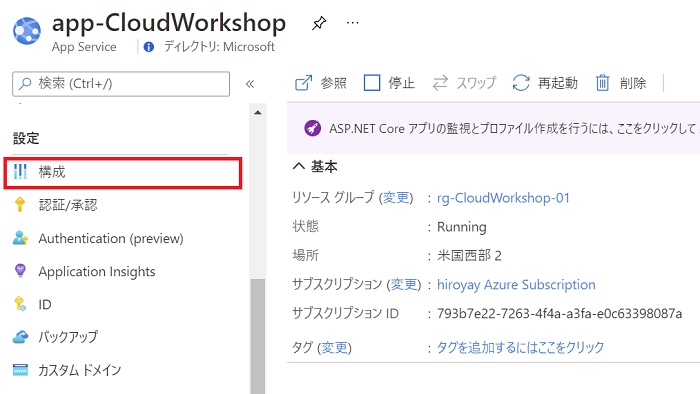 app-CloudWorkshop
App Service
ディレクトリ: Microsoft
検索 (Ctrl+/)
設定
構成
認証/承認
Authentication (preview)
Application Insights
ID
バックアップ
カスタム ドメイン
参照 停止 スワップ 再起動 削除
ASP.NET Core アプリの監視とプロファイル作成を行うには、ここをクリックして
基本
リソース グループ (変更) : rg-CloudWorkshop-01
状態 : Running
場所 : 米国西部 2
サブスクリプション (変更) : hiroyay Azure Subscription
サブスクリプション ID : 793b7e22-7263-4f4a-a3fa-e0c63398087a
タグ (変更) : タグを追加するにはここをクリック